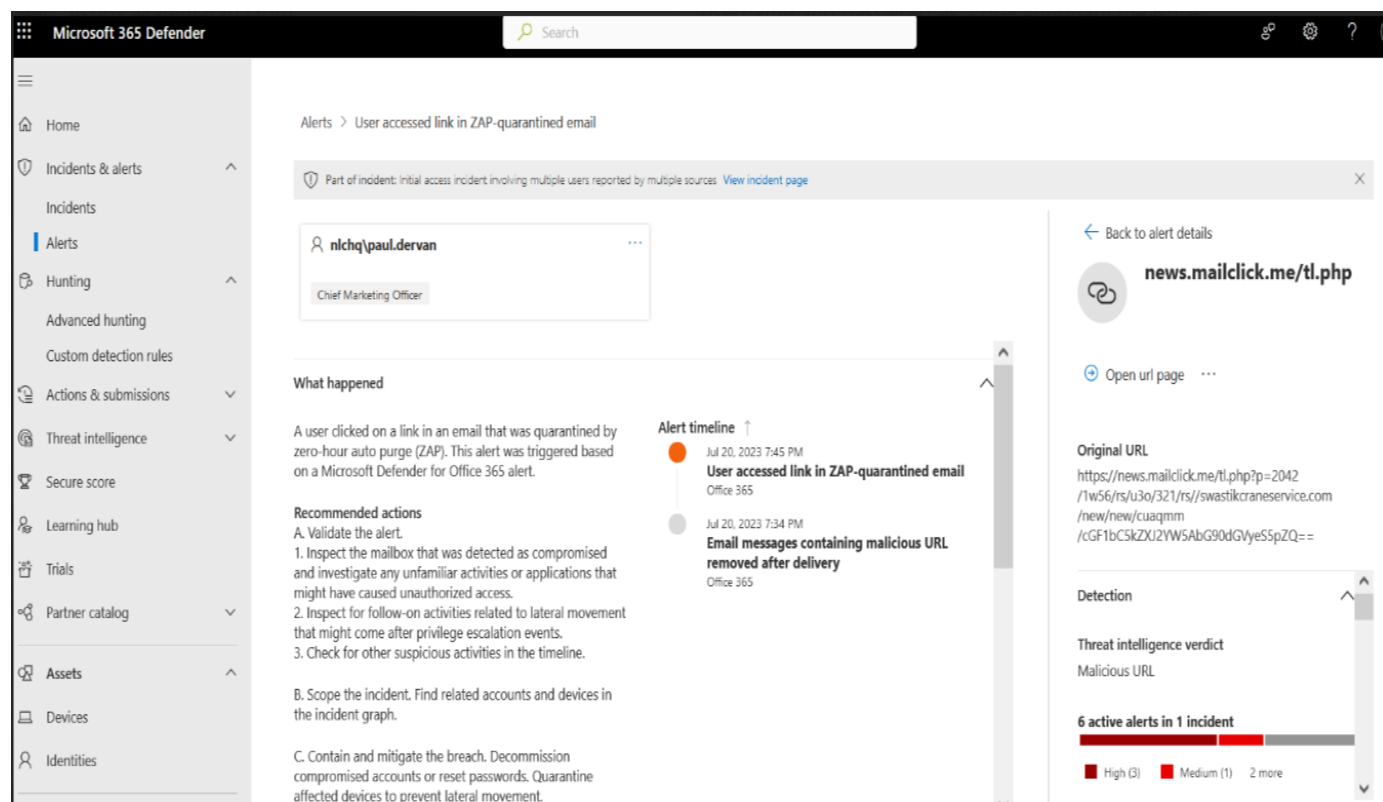 Microsoft 365 Defender
Search
Home
Incidents & alerts
Incidents
Alerts
Hunting
Advanced hunting
Custom detection rules
Actions & submissions
Threat intelligence
Secure score
Learning hub
Trials
Partner catalog
Assets
Devices
Identities
Alerts > User accessed link in ZAP-quarantined email
Part of incident: Initial access incident involving multiple users reported by multiple sources View incident page
nlchq\paul.dervan
Chief Marketing Officer
What happened
A user clicked on a link in an email that was quarantined by
zero-hour auto purge (ZAP). This alert was triggered based
on a Microsoft Defender for Office 365 alert.
Recommended actions
A. Validate the alert.
1. Inspect the mailbox that was detected as compromised
and investigate any unfamiliar activities or applications that
might have caused unauthorized access.
2. Inspect for follow-on activities related to lateral movement
that might come after privilege escalation events.
3. Check for other suspicious activities in the timeline.
B. Scope the incident. Find related accounts and devices in
the incident graph.
C. Contain and mitigate the breach. Decommission
compromised accounts or reset passwords. Quarantine
affected devices to prevent lateral movement.
Alert timeline
Jul 20, 2023 7:45 PM
User accessed link in ZAP-quarantined email
Office 365
Jul 20, 2023 7:34 PM
Email messages containing malicious URL
removed after delivery
Office 365
Back to alert details
news.mailclick.me/tl.php
Open url page
Original URL
https://news.mailclick.me/tl.php?p=2042
/1w56/rs/u3o/321/rs//swastikcraneservice.com
/new/new/cuaqmm
/cGF1bC5kZXJ2YW5AbG90dGVyeS5pZQ==
Detection
Threat intelligence verdict
Malicious URL
6 active alerts in 1 incident
High (3) Medium (1) 2 more